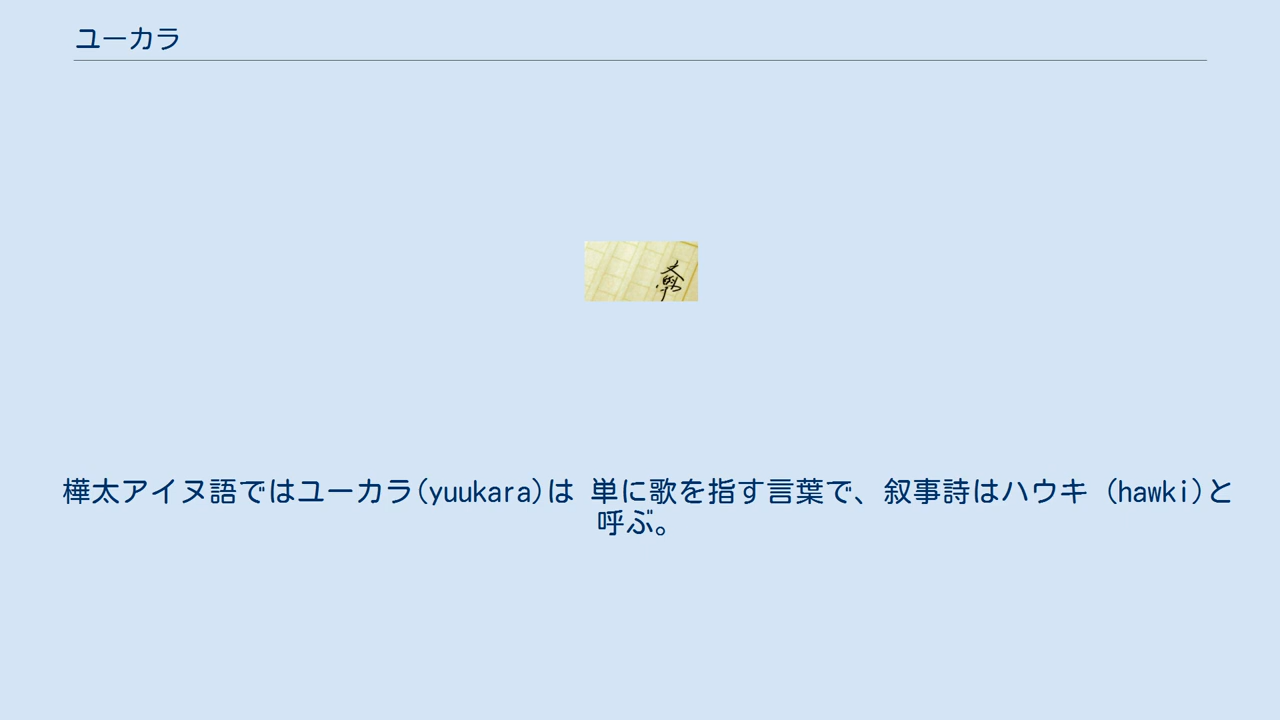 ユーカラ
樺太アイヌ語ではユーカラ(yuukara)は 単に歌を指す言葉で、叙事詩はハウキ (hawki)と
呼ぶ。